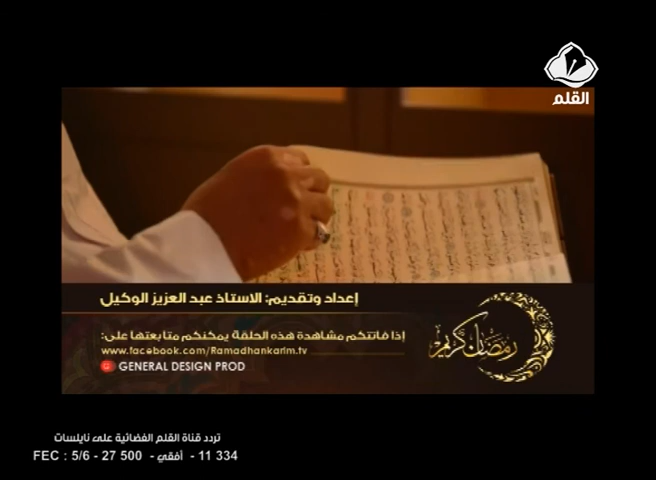 القلم
إعداد وتقديم: الاستاذ عبد العزيز الوكيل
إذا فاتتكم مشاهدة هذه الحلقة يمكنكم متابعتها على:
www.facebook.com/Ramadhankarim.tv
GENERAL DESIGN PROD
رمضان كريم
تردد قناة القلم الفضائية على نايلسات
FEC : 5/6 - 27 500 - أفقي - 11 334